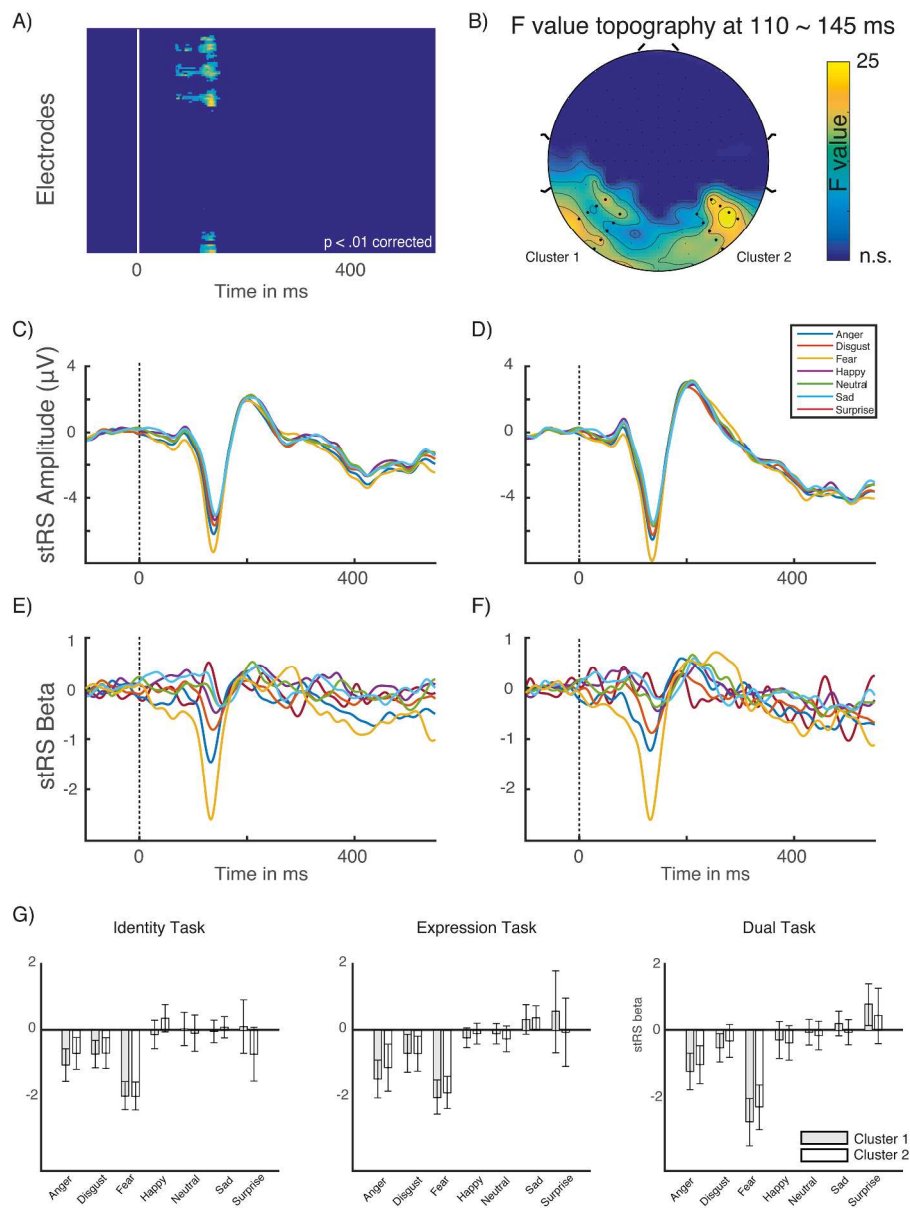 A)
Electrodes
p < .01 corrected
0
400
Time in ms
B)
F value topography at 110 ~ 145 ms
Cluster 1
Cluster 2
25
F value
n.s.
C)
stRS Amplitude (µV)
4
0
-4
0
400
D)
4
0
-4
0
400
Anger
Disgust
Fear
Happy
Neutral
Sad
Surprise
E)
stRS Beta
1
0
-1
-2
0
400
Time in ms
F)
1
0
-1
-2
0
400
Time in ms
G)
Identity Task
2
0
-2
Anger
Disgust
Fear
Happy
Neutral
Sad
Surprise
Expression Task
2
0
-2
Anger
Disgust
Fear
Happy
Neutral
Sad
Surprise
Dual Task
stRS beta
2
0
-2
Anger
Disgust
Fear
Happy
Neutral
Sad
Surprise
Cluster 1
Cluster 2